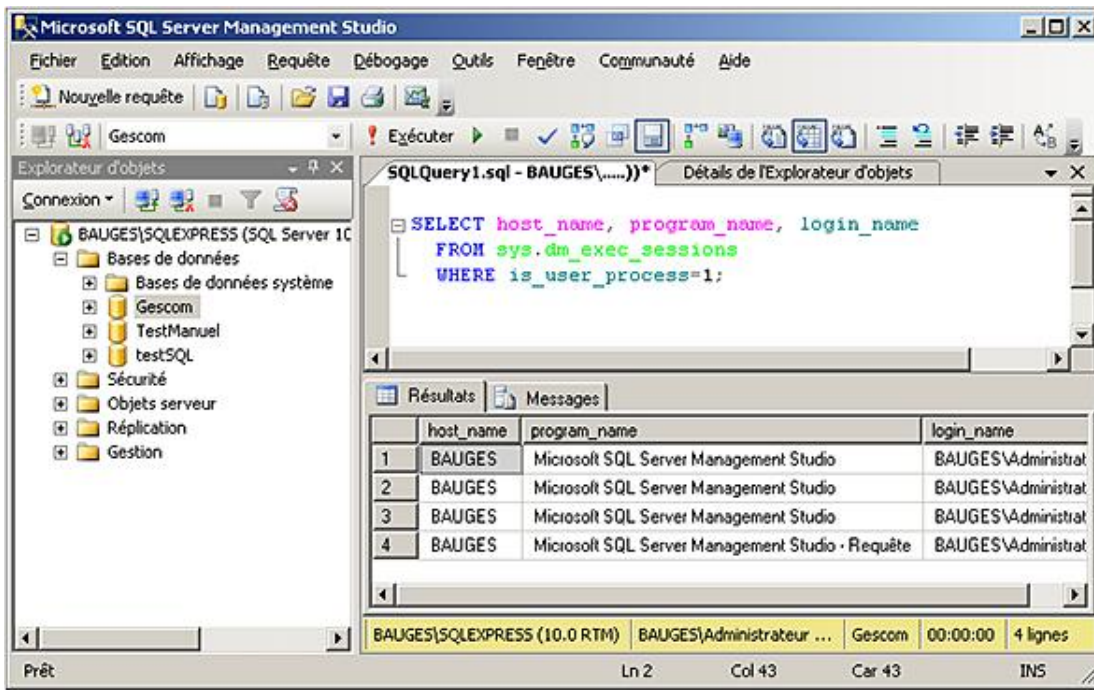 Microsoft SQL Server Management Studio
Fichier Edition Affichage Requête Débogage Outils Fenêtre Communauté Aide
Nouvelle requête
Gescom Exécuter
Explorateur d'objets
SQLQuery1.sql - BAUGES\.....))* Détails de l'Explorateur d'objets
Connexion
BAUGES\SQLEXPRESS (SQL Server 10
Bases de données
Bases de données système
Gescom
TestManuel
testSQL
Sécurité
Objets serveur
Réplication
Gestion
SELECT host_name, program_name, login_name
FROM sys.dm_exec_sessions
WHERE is_user_process=1;
Résultats Messages
host_name program_name login_name
1 BAUGES Microsoft SQL Server Management Studio BAUGES\Administrat
2 BAUGES Microsoft SQL Server Management Studio BAUGES\Administrat
3 BAUGES Microsoft SQL Server Management Studio BAUGES\Administrat
4 BAUGES Microsoft SQL Server Management Studio - Requête BAUGES\Administrat
BAUGES\SQLEXPRESS (10.0 RTM) BAUGES\Administrateur ... Gescom 00:00:00 4 lignes
Prêt Ln 2 Col 43 Car 43 INS